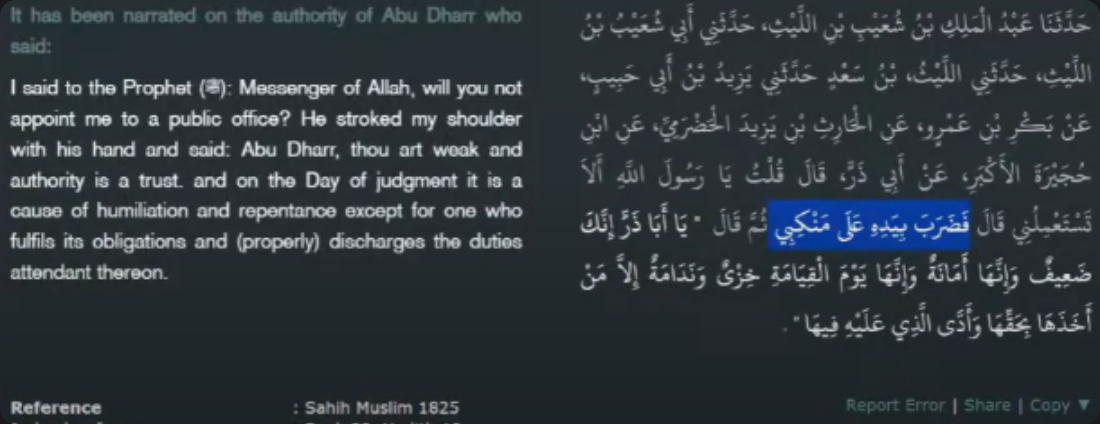 It has been narrated on the authority of Abu Dharr who
said:
I said to the Prophet (ﷺ): Messenger of Allah, will you not
appoint me to a public office? He stroked my shoulder
with his hand and said: Abu Dharr, thou art weak and
authority is a trust. and on the Day of judgment it is a
cause of humiliation and repentance except for one who
fulfils its obligations and (properly) discharges the duties
attendant thereon.
حَدَّثَنَا عَبْدُ الْمَلِكِ بْنُ شُعَيْبِ بْنِ اللَّيْثِ، حَدَّثَنِي أَبِي شُعَيْبُ بْنُ
اللَّيْثِ، حَدَّثَنِي اللَّيْثُ، بْنُ سَعْدٍ حَدَّثَنِي يَزِيدُ بْنُ أَبِي حَبِيبٍ،
عَنْ بَكْرِ بْنِ عَمْرٍو، عَنِ الْحَارِثِ بْنِ يَزِيدَ الْحَضْرَمِيِّ، عَنِ ابْنِ
حُجَيْرَةَ الأَكْبَرِ، عَنْ أَبِي ذَرٍّ، قَالَ قُلْتُ يَا رَسُولَ اللَّهِ أَلاَ
تَسْتَعْمِلُنِي قَالَ فَضَرَبَ بِيَدِهِ عَلَى مَنْكِبِي ثُمَّ قَالَ " يَا أَبَا ذَرٍّ إِنَّكَ
ضَعِيفٌ وَإِنَّهَا أَمَانَةٌ وَإِنَّهَا يَوْمَ الْقِيَامَةِ خِزْىٌ وَنَدَامَةٌ إِلاَّ مَنْ
أَخَذَهَا بِحَقِّهَا وَأَدَّى الَّذِي عَلَيْهِ فِيهَا " .
Reference : Sahih Muslim 1825
Report Error | Share | Copy ▼